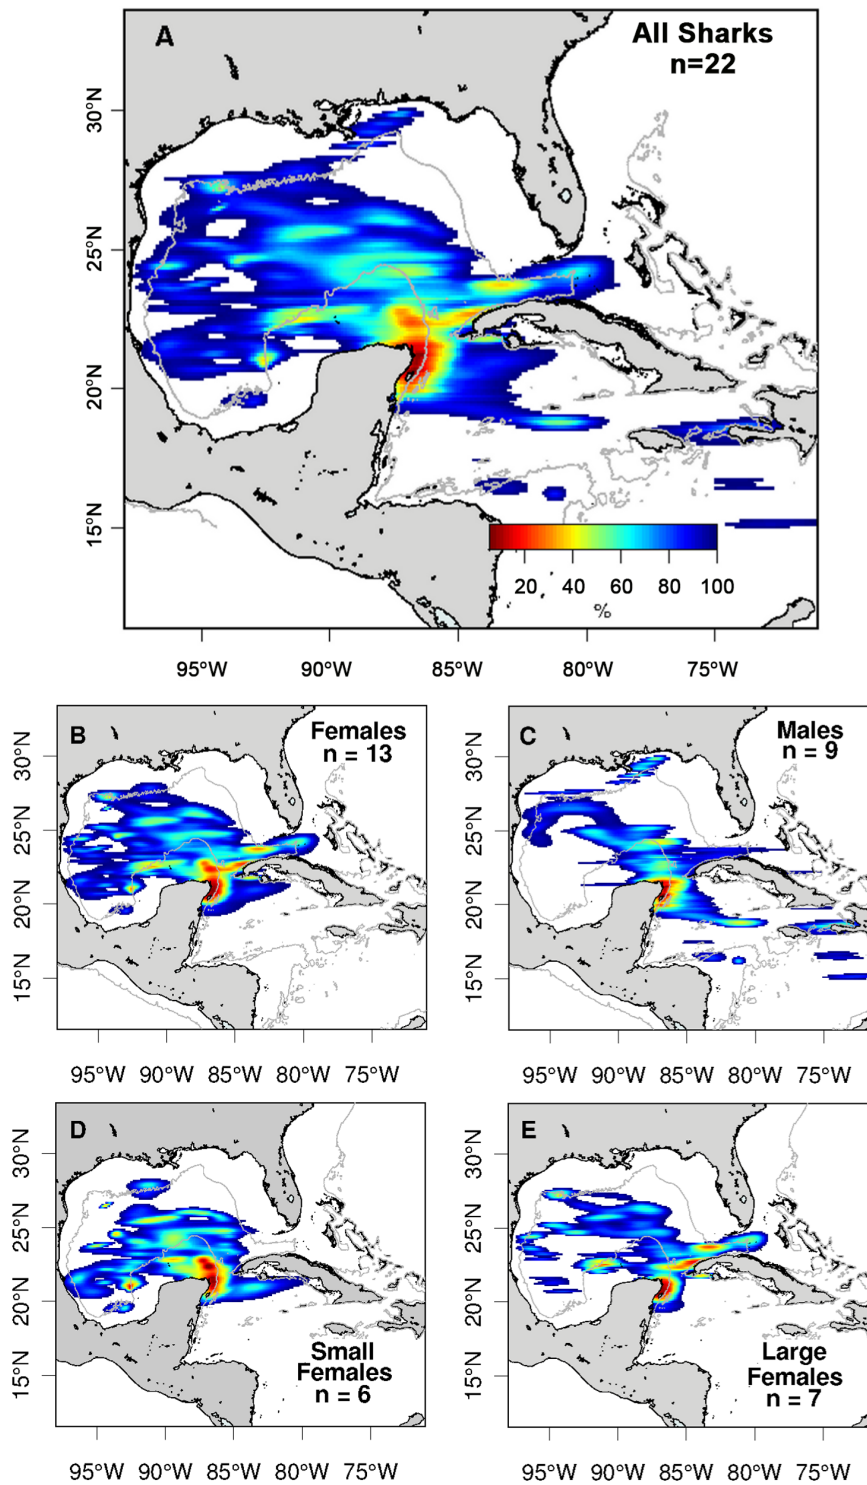 A
All Sharks
n=22
30°N
25°N
20°N
15°N
20 40 60 80 100
%
95°W 90°W 85°W 80°W 75°W
B
Females
n = 13
30°N
25°N
20°N
15°N
95°W 90°W 85°W 80°W 75°W
C
Males
n = 9
30°N
25°N
20°N
15°N
95°W 90°W 85°W 80°W 75°W
D
Small
Females
n = 6
30°N
25°N
20°N
15°N
95°W 90°W 85°W 80°W 75°W
E
Large
Females
n = 7
30°N
25°N
20°N
15°N
95°W 90°W 85°W 80°W 75°W